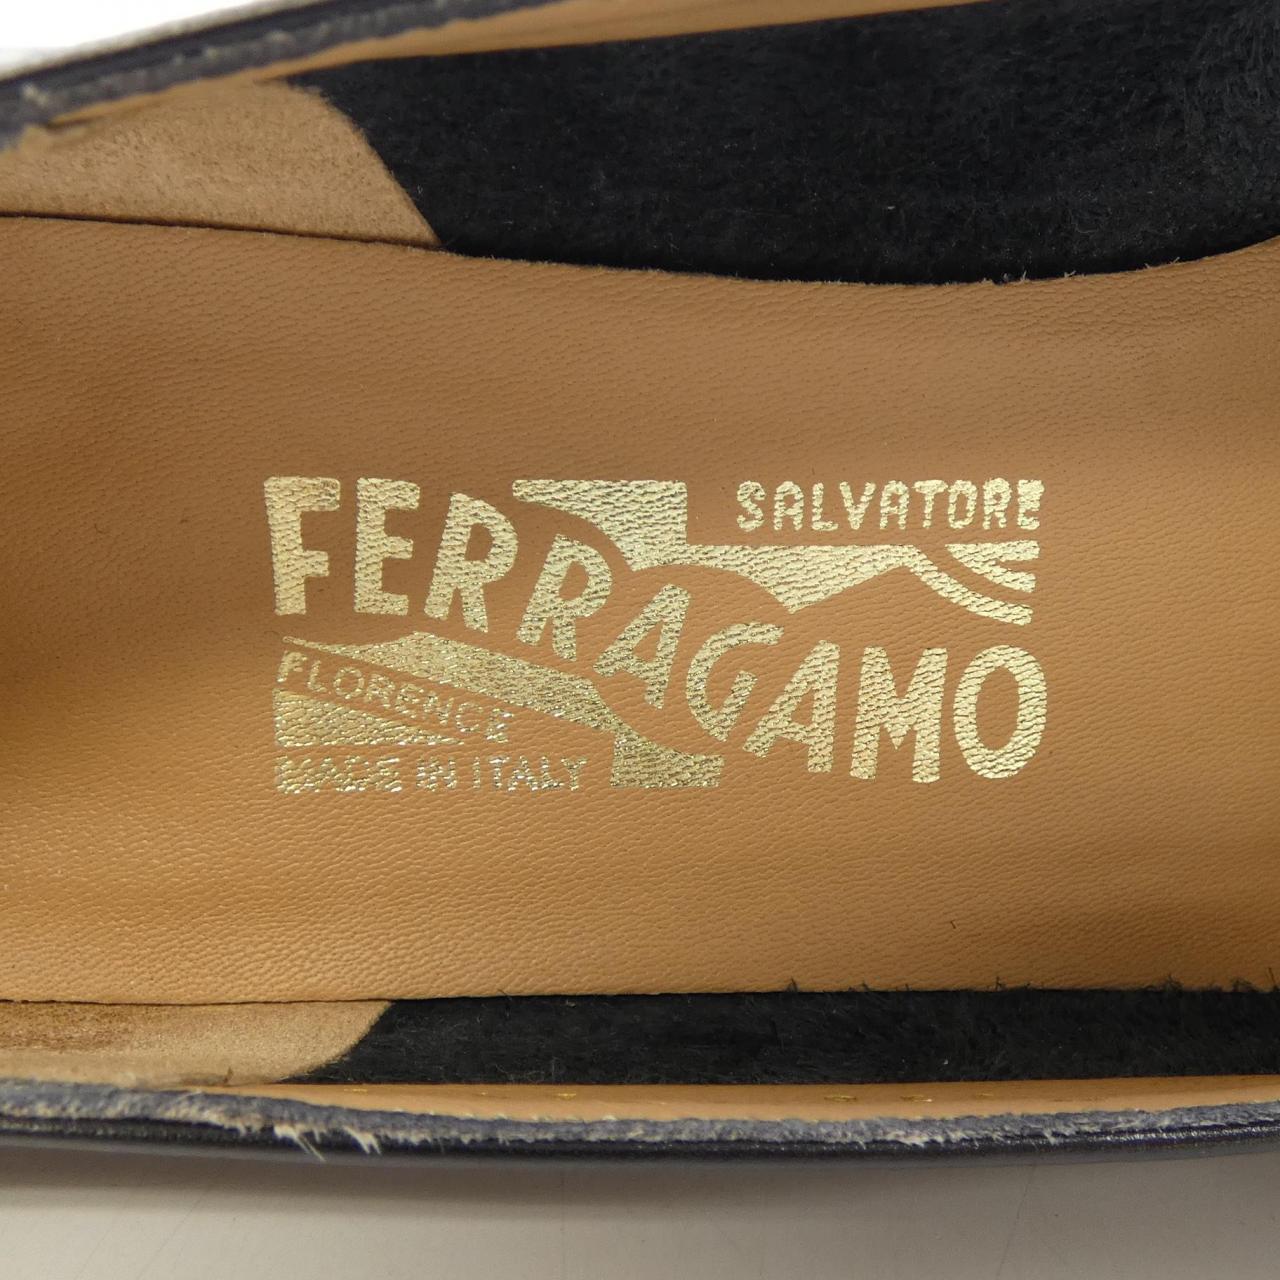 SALVATORE
FERRAGAMO
FLORENCE
MADE IN ITALY